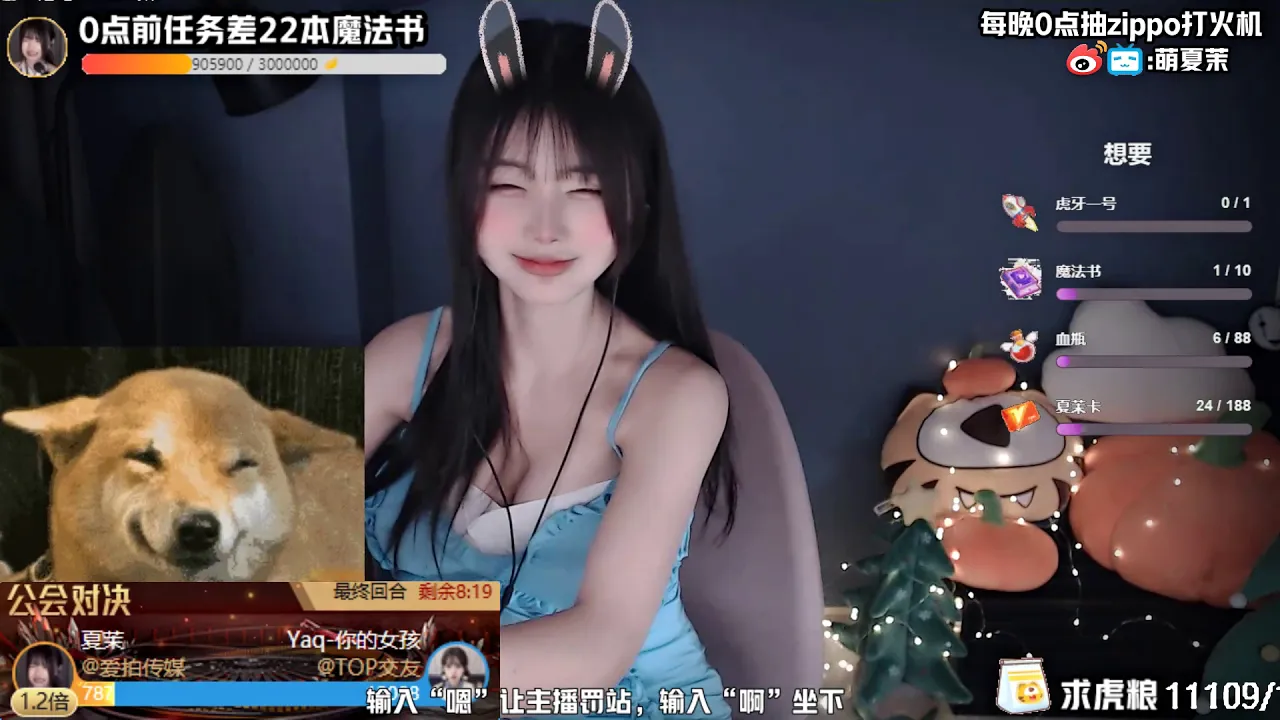 0点前任务差22本魔法书
905900 / 3000000
每晚0点抽zippo打火机
:萌夏茉
想要
虎牙一号 0 / 1
魔法书 1 / 10
血瓶 6 / 88
夏茉卡 24 / 188
公会对决
最终回合 剩余8:19
夏茉 Yaq-你的女孩
@爱拍传媒 @TOP交友
1.2倍
787
输入“嗯”让主播罚站，输入“啊”坐下
求虎粮 11109/